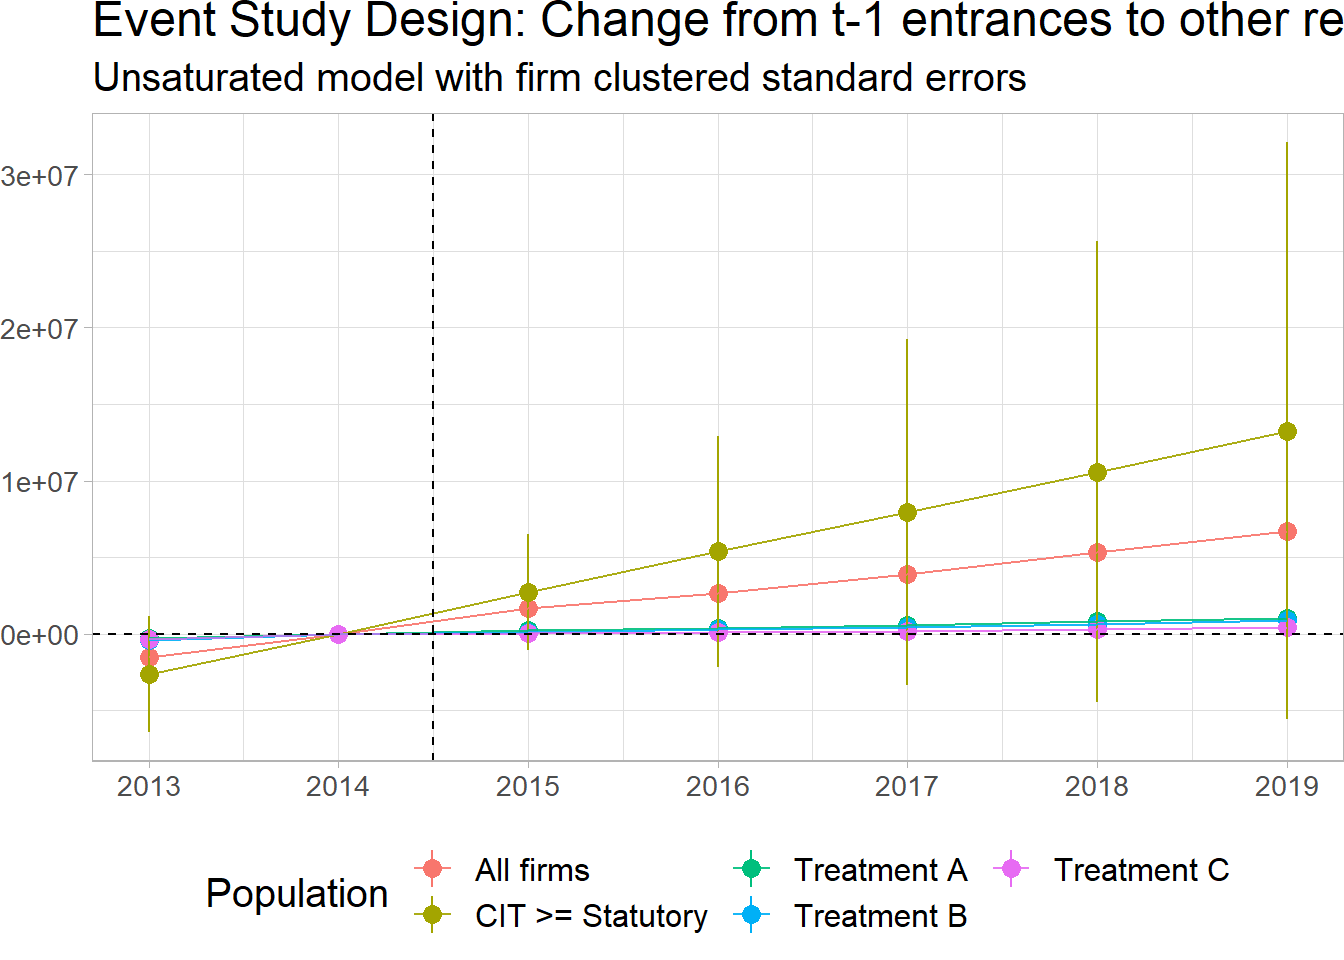 Event Study Design: Change from t-1 entrances to other re
Unsaturated model with firm clustered standard errors
3e+07
2e+07
1e+07
0e+00
2013 2014 2015 2016 2017 2018 2019
Population
All firms
CIT >= Statutory
Treatment A
Treatment B
Treatment C